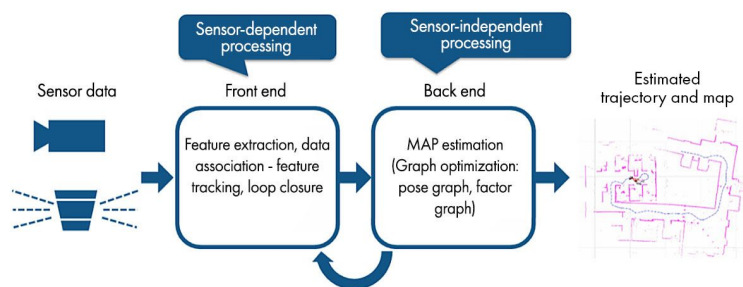 Sensor-dependent
processing
Sensor-independent
processing
Sensor data
Front end
Back end
Estimated
trajectory and map
Feature extraction, data
association - feature
tracking, loop closure
MAP estimation
(Graph optimization:
pose graph, factor
graph)